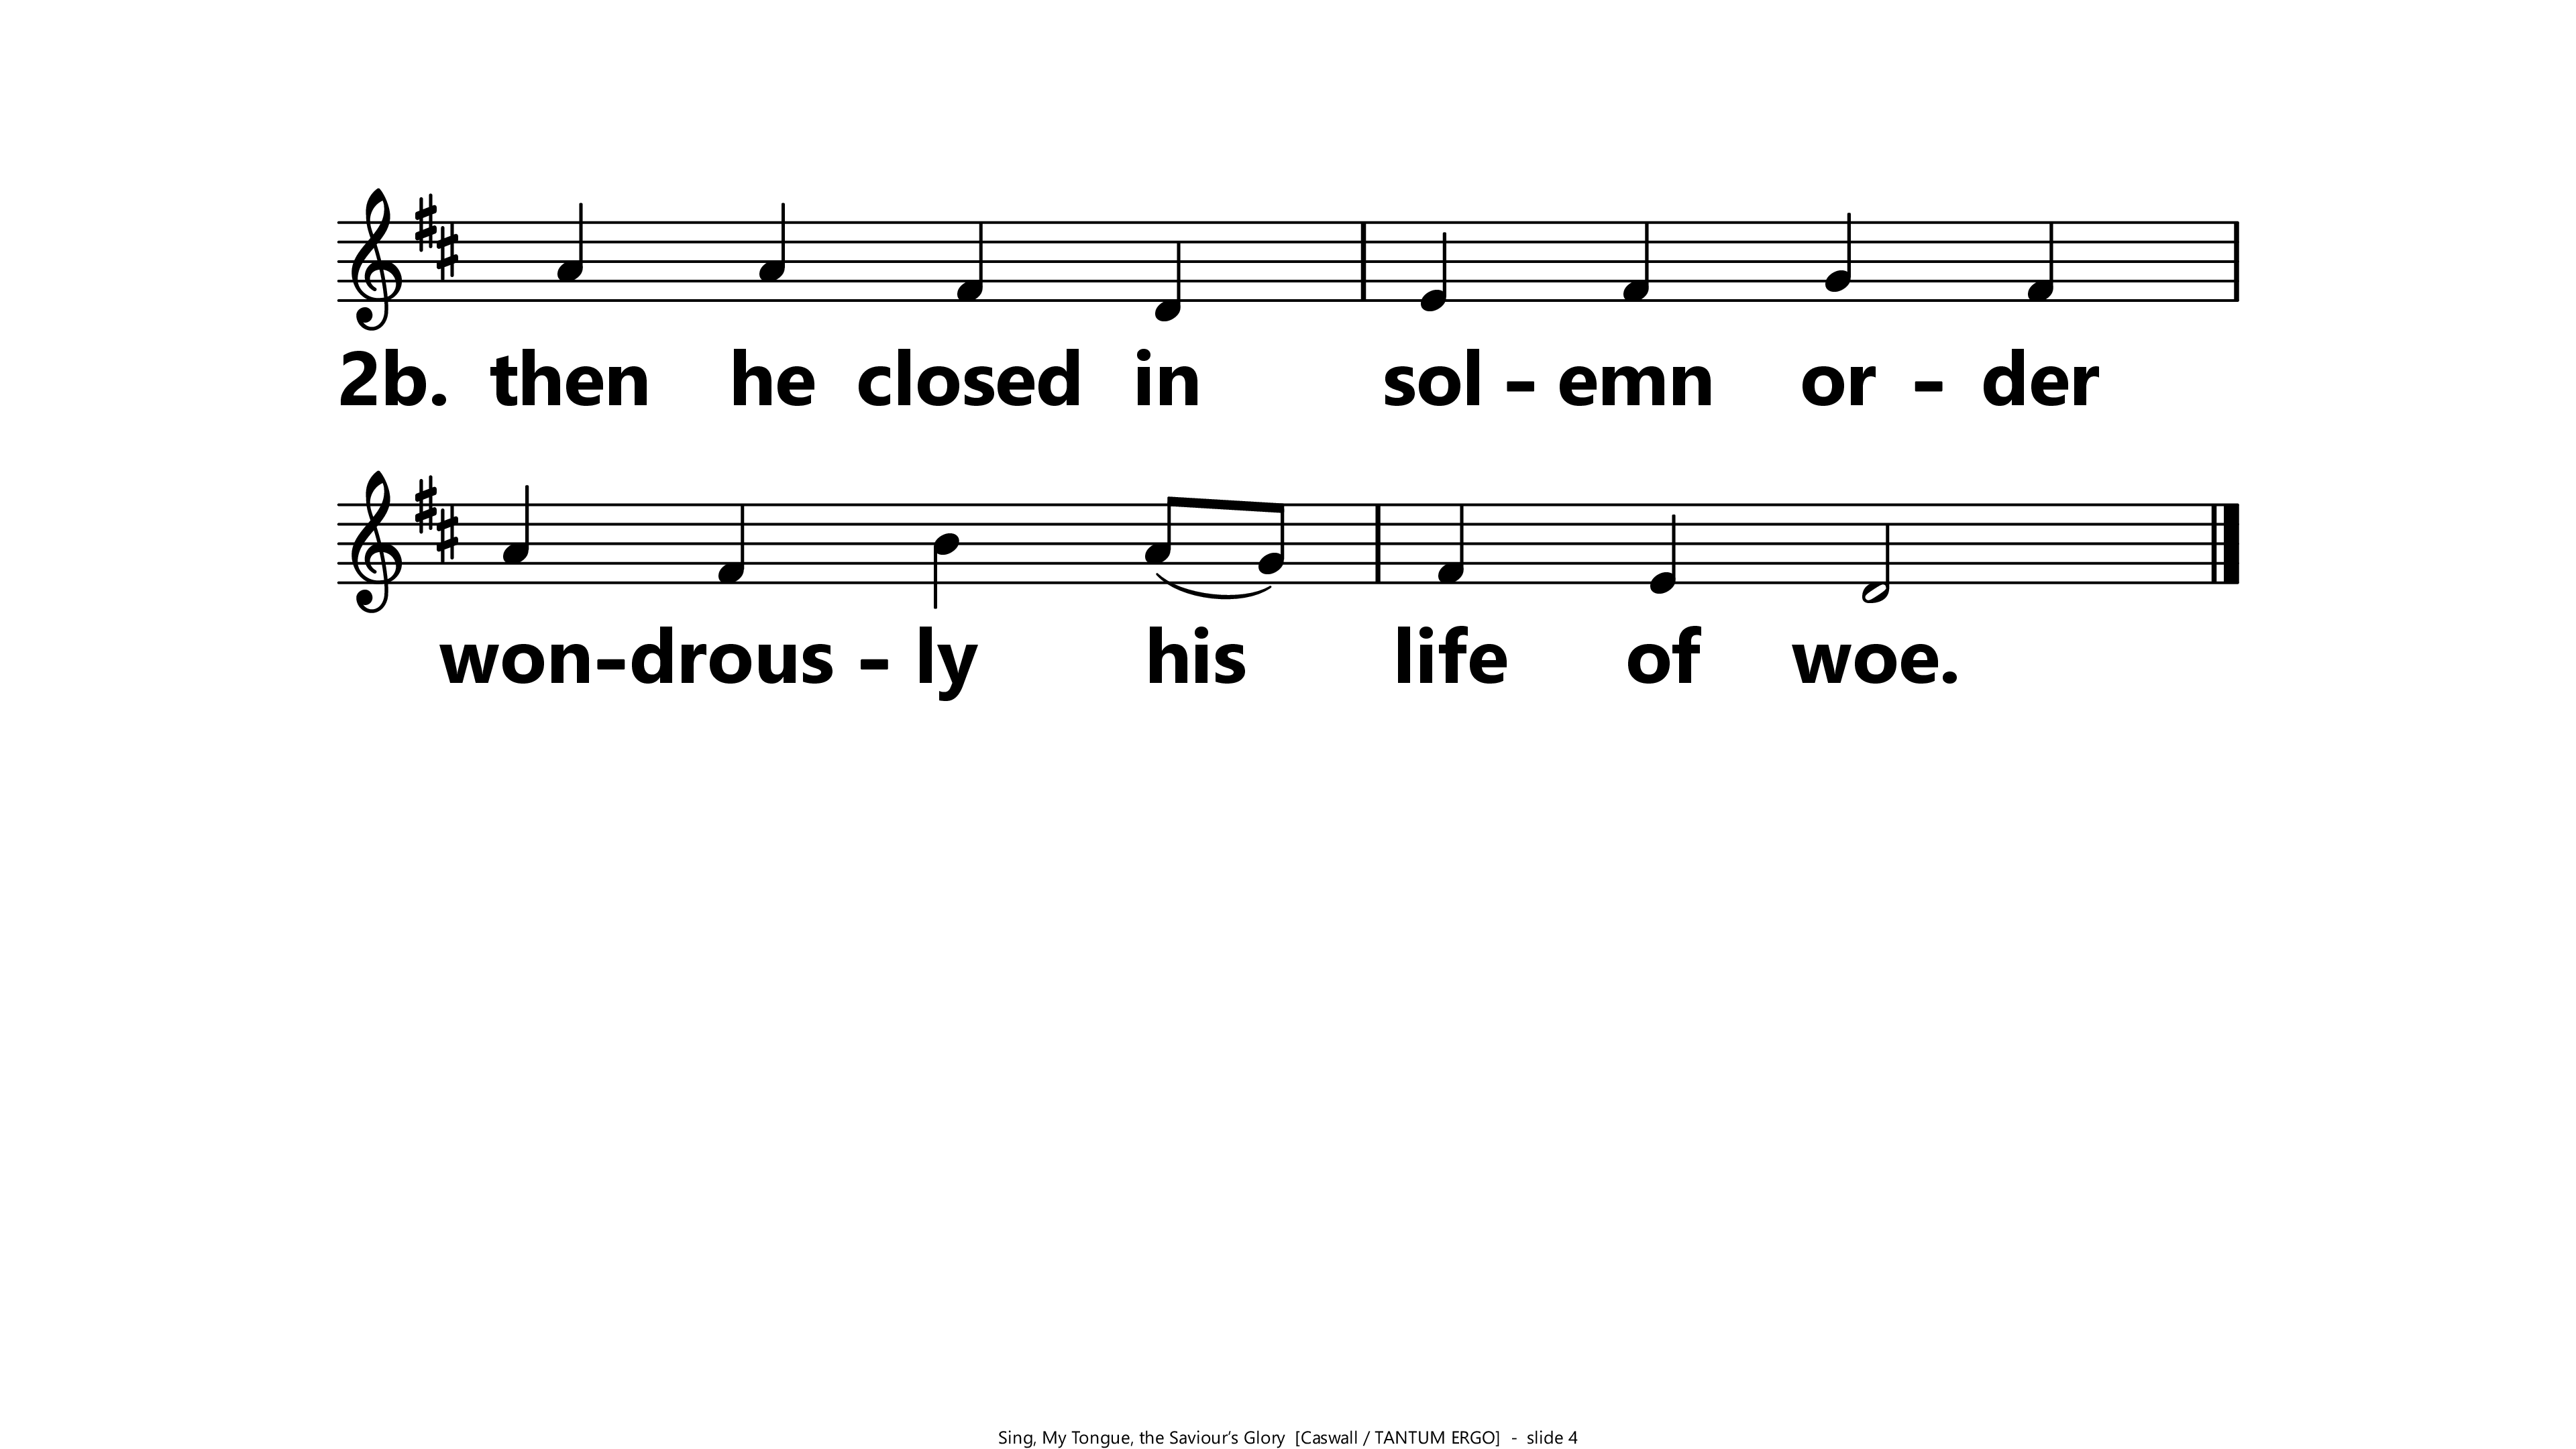 2b. then he closed in sol - emn or - der
won-drous - ly his life of woe.
Sing, My Tongue, the Saviour’s Glory [Caswall / TANTUM ERGO] - slide 4